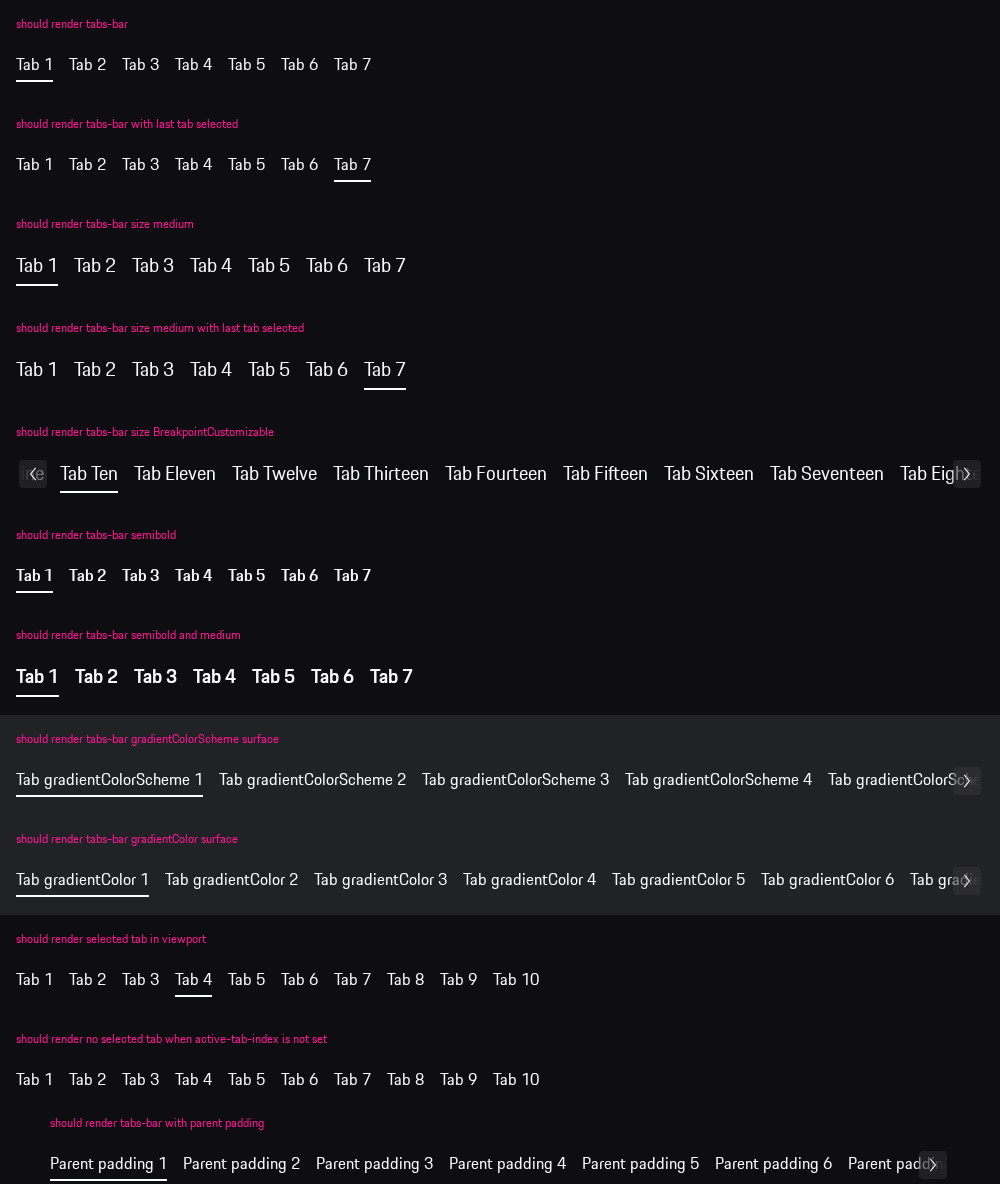 should render tabs-bar
Tab 1 Tab 2 Tab 3 Tab 4 Tab 5 Tab 6 Tab 7
should render tabs-bar with last tab selected
Tab 1 Tab 2 Tab 3 Tab 4 Tab 5 Tab 6 Tab 7
should render tabs-bar size medium
Tab 1 Tab 2 Tab 3 Tab 4 Tab 5 Tab 6 Tab 7
should render tabs-bar size medium with last tab selected
Tab 1 Tab 2 Tab 3 Tab 4 Tab 5 Tab 6 Tab 7
should render tabs-bar size BreakpointCustomizable
Tab Ten Tab Eleven Tab Twelve Tab Thirteen Tab Fourteen Tab Fifteen Tab Sixteen Tab Seventeen Tab Eighte
should render tabs-bar semibold
Tab 1 Tab 2 Tab 3 Tab 4 Tab 5 Tab 6 Tab 7
should render tabs-bar semibold and medium
Tab 1 Tab 2 Tab 3 Tab 4 Tab 5 Tab 6 Tab 7
should render tabs-bar gradientColorScheme surface
Tab gradientColorScheme 1 Tab gradientColorScheme 2 Tab gradientColorScheme 3 Tab gradientColorScheme 4 Tab gradientColorSche
should render tabs-bar gradientColor surface
Tab gradientColor 1 Tab gradientColor 2 Tab gradientColor 3 Tab gradientColor 4 Tab gradientColor 5 Tab gradientColor 6 Tab gradie
should render selected tab in viewport
Tab 1 Tab 2 Tab 3 Tab 4 Tab 5 Tab 6 Tab 7 Tab 8 Tab 9 Tab 10
should render no selected tab when active-tab-index is not set
Tab 1 Tab 2 Tab 3 Tab 4 Tab 5 Tab 6 Tab 7 Tab 8 Tab 9 Tab 10
should render tabs-bar with parent padding
Parent padding 1 Parent padding 2 Parent padding 3 Parent padding 4 Parent padding 5 Parent padding 6 Parent paddin